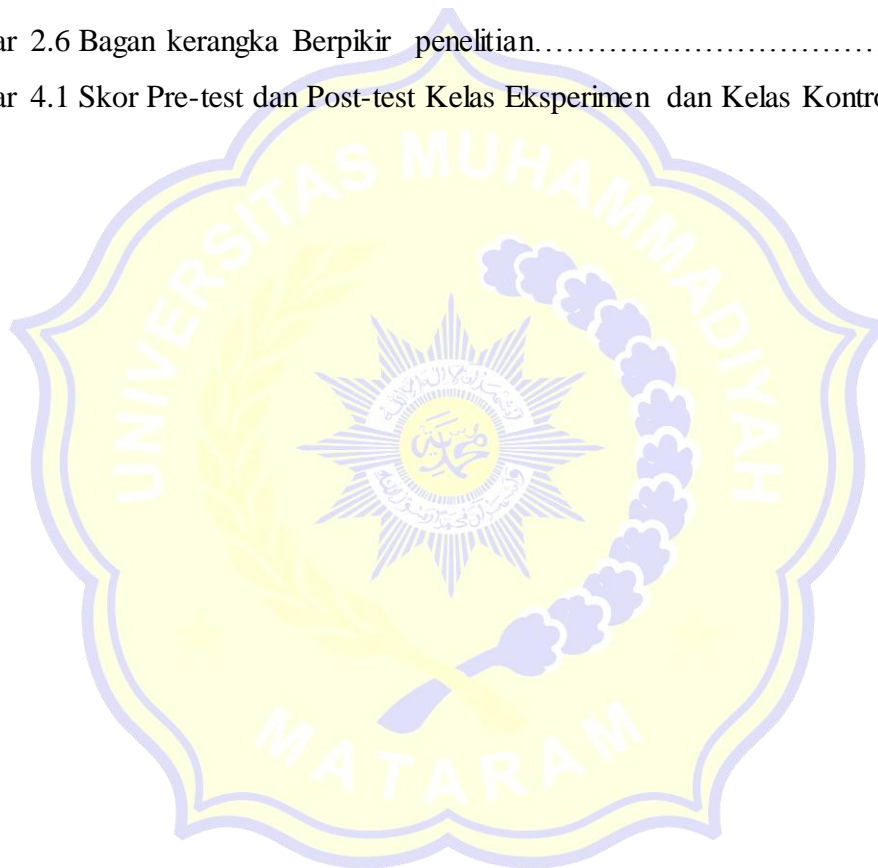 ar 2.6 Bagan kerangka Berpikir penelitian……………………………
ar 4.1 Skor Pre-test dan Post-test Kelas Eksperimen dan Kelas Kontro
UNIVERSITAS MUHAMMADIYAH
MATARAM